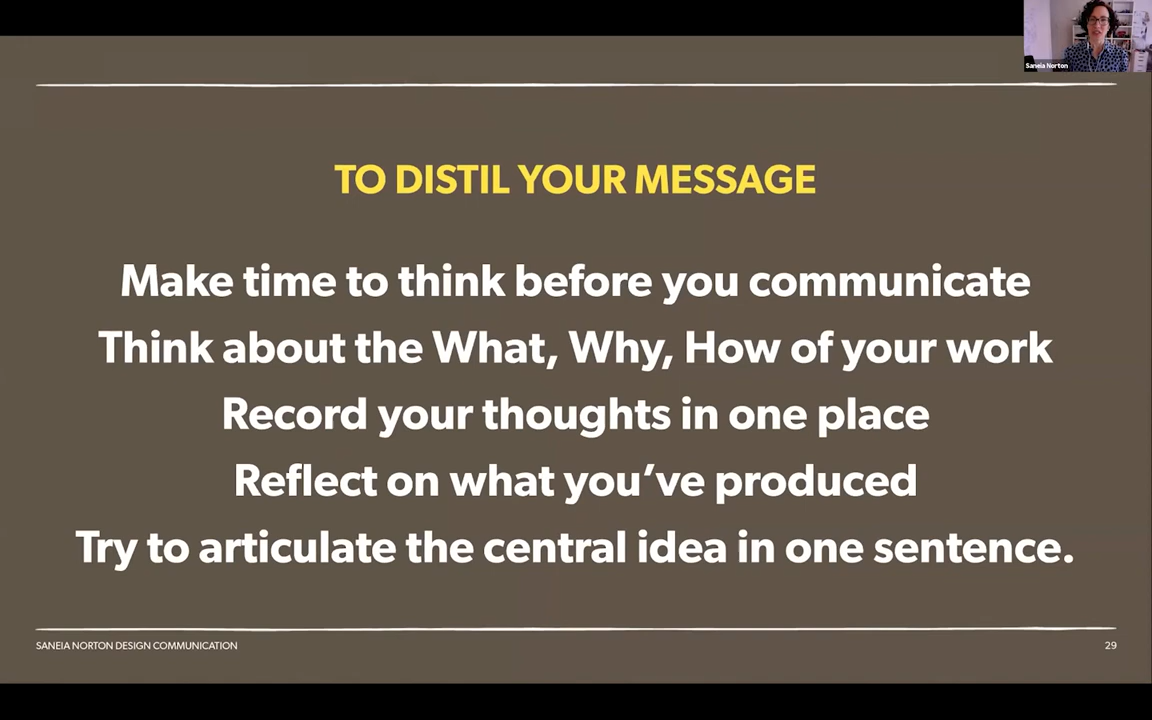 Saneia Norton
TO DISTIL YOUR MESSAGE
Make time to think before you communicate
Think about the What, Why, How of your work
Record your thoughts in one place
Reflect on what you’ve produced
Try to articulate the central idea in one sentence.
SANEIA NORTON DESIGN COMMUNICATION
29